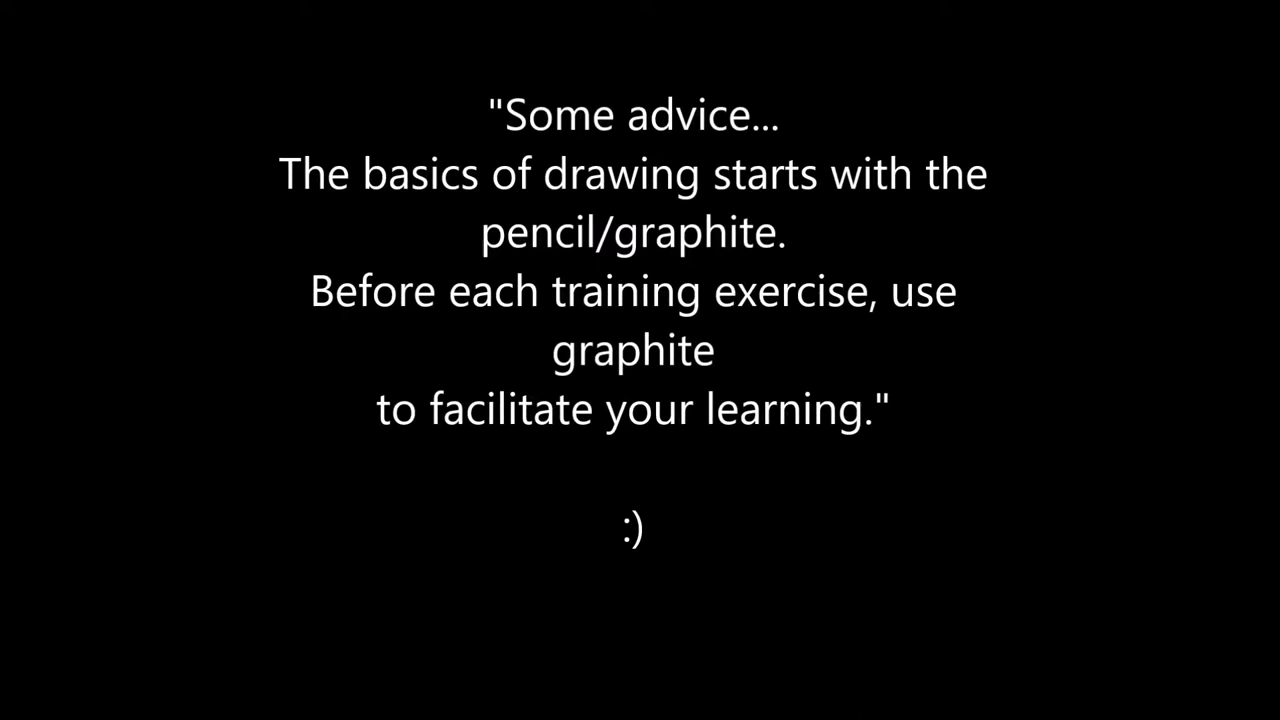 "Some advice...
The basics of drawing starts with the
pencil/graphite.
Before each training exercise, use
graphite
to facilitate your learning."
:)